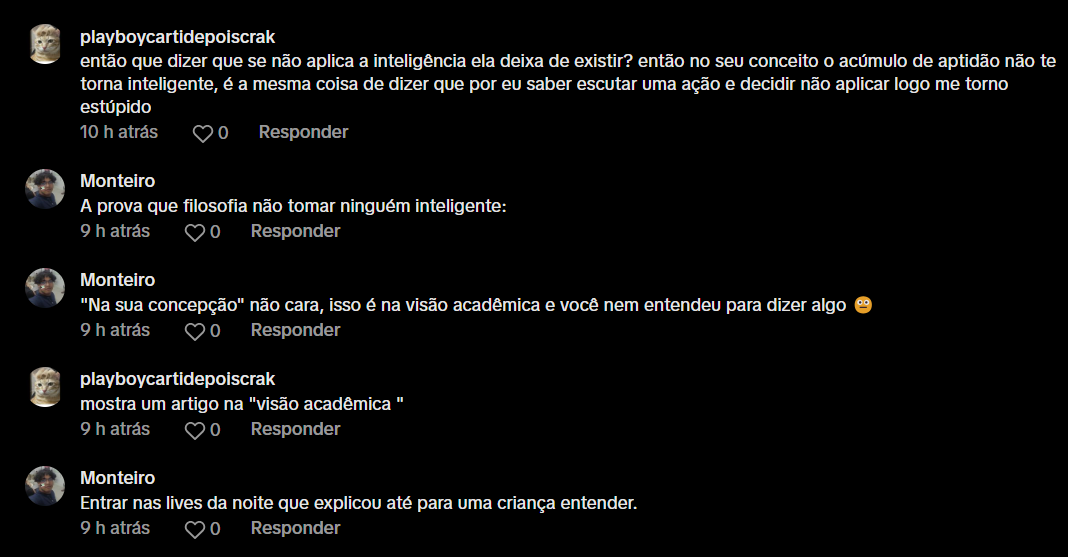 playboycartidepoiscrak
então que dizer que se não aplica a inteligência ela deixa de existir? então no seu conceito o acúmulo de aptidão não te
torna inteligente, é a mesma coisa de dizer que por eu saber escutar uma ação e decidir não aplicar logo me torno
estúpido
10 h atrás 0 Responder
Monteiro
A prova que filosofia não tomar ninguém inteligente:
9 h atrás 0 Responder
Monteiro
"Na sua concepção" não cara, isso é na visão acadêmica e você nem entendeu para dizer algo 🙄
9 h atrás 0 Responder
playboycartidepoiscrak
mostra um artigo na "visão acadêmica "
9 h atrás 0 Responder
Monteiro
Entrar nas lives da noite que explicou até para uma criança entender.
9 h atrás 0 Responder